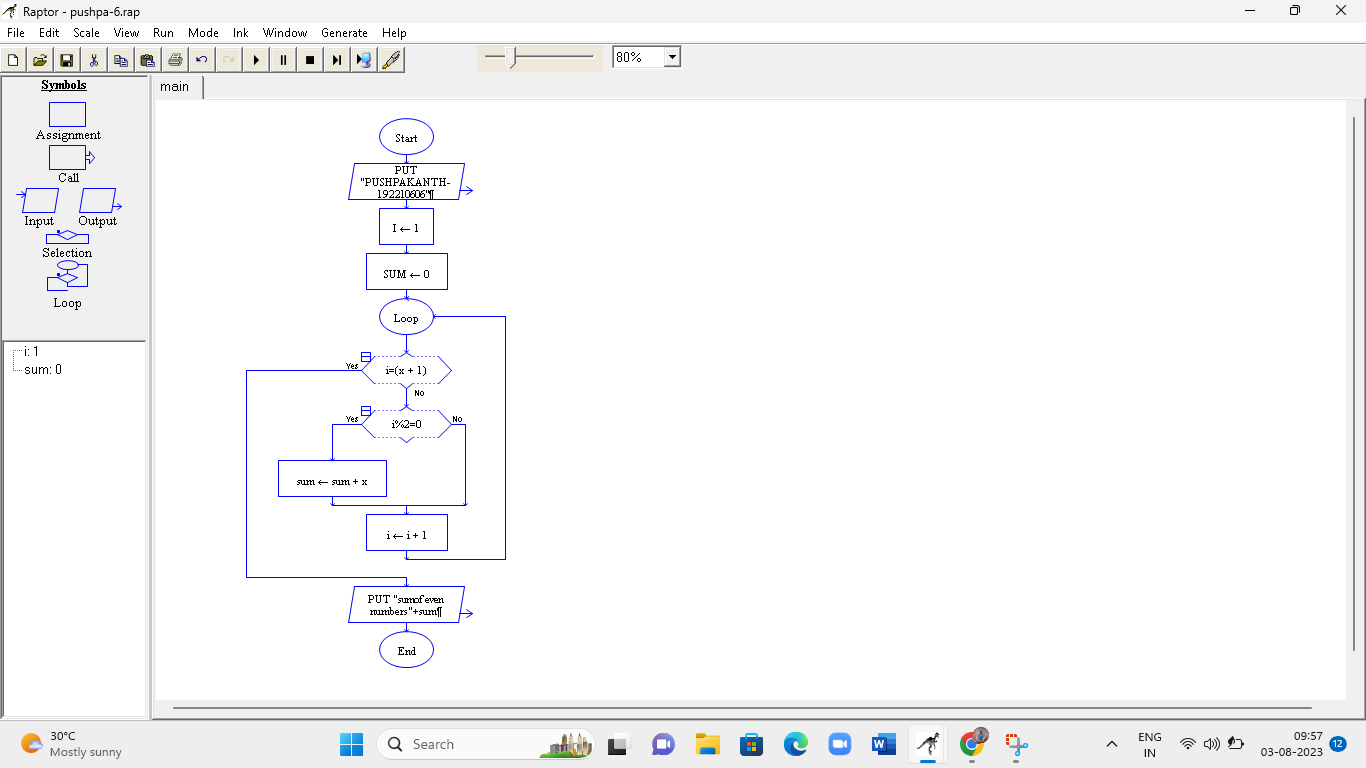 Raptor - pushpa-6.rap
File Edit Scale View Run Mode Ink Window Generate Help
80%
Symbols
main
Assignment
Call
Input Output
Selection
Loop
i: 1
sum: 0
Start
PUT
"PUSHPAKANTH-
192210606"¶
I ← 1
SUM ← 0
Loop
Yes
i=(x + 1)
No
Yes
No
i%2=0
sum ← sum + x
i ← i + 1
PUT "sumofeven
numbers"+sum¶
End
30°C
Mostly sunny
Search
ENG
IN
09:57
03-08-2023
12